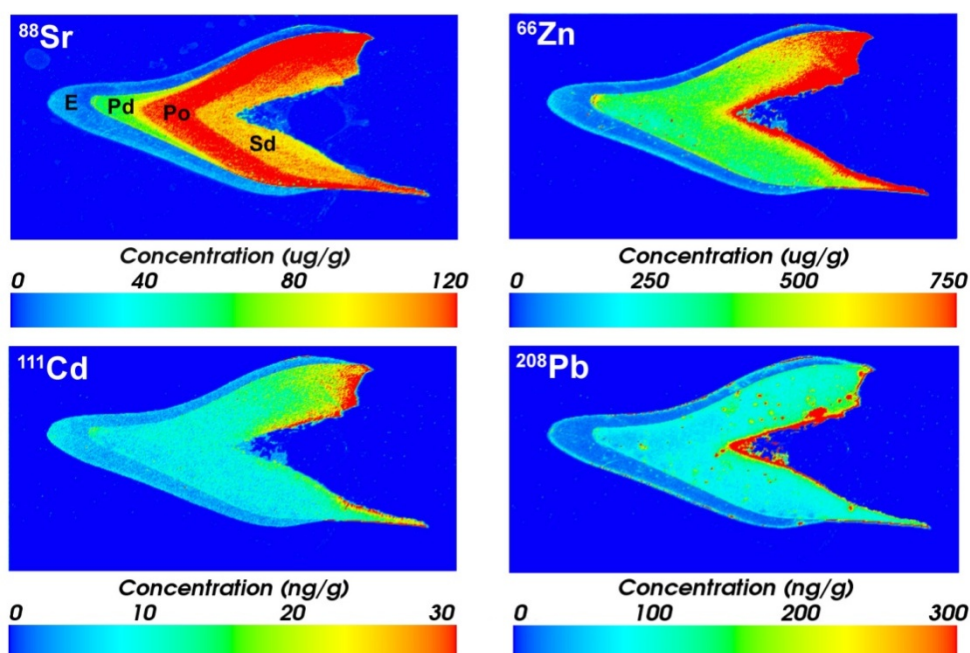 ⁸⁸Sr
E
Pd
Po
Sd
Concentration (ug/g)
0 40 80 120
⁶⁶Zn
Concentration (ug/g)
0 250 500 750
¹¹¹Cd
Concentration (ng/g)
0 10 20 30
²⁰⁸Pb
Concentration (ng/g)
0 100 200 300